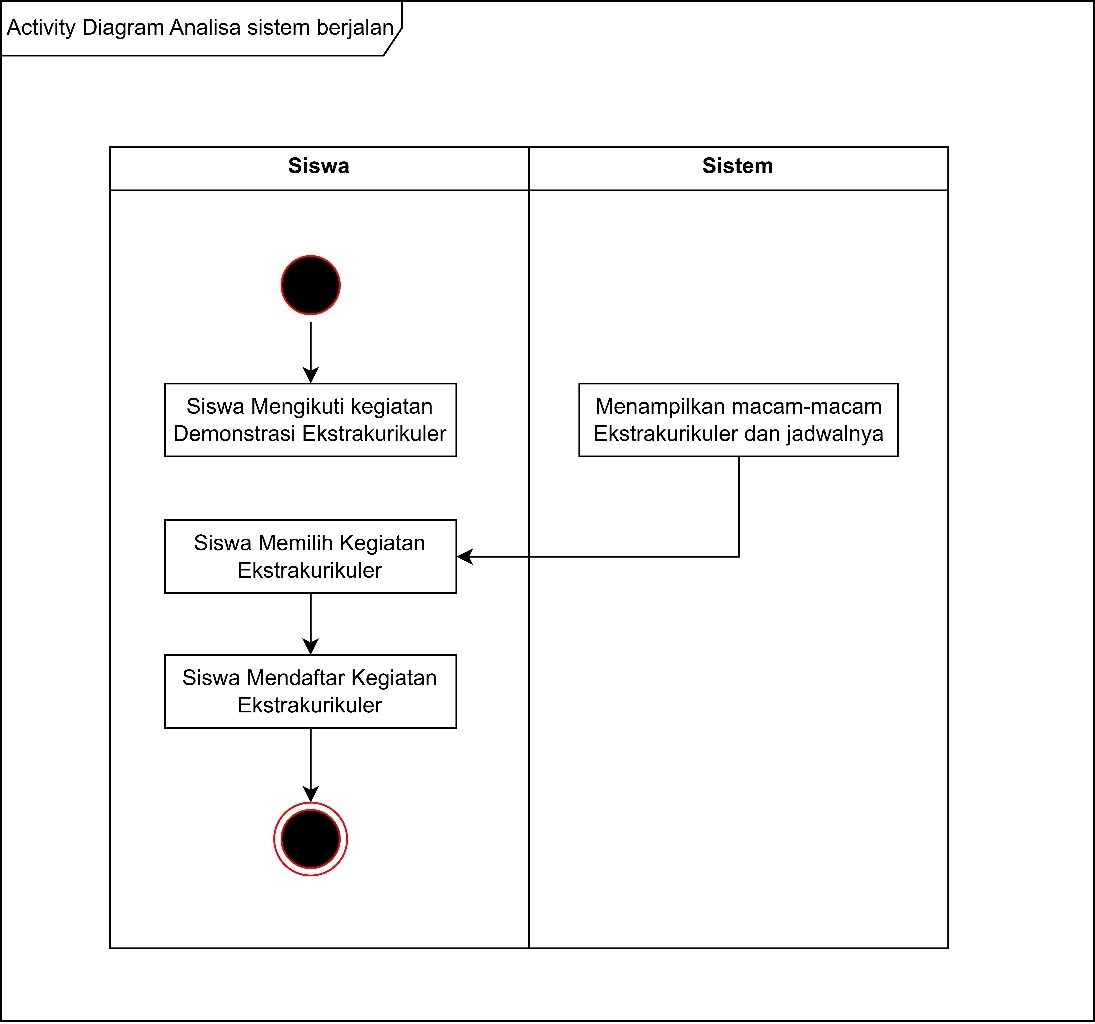 Activity Diagram Analisa sistem berjalan
Siswa
Sistem
Siswa Mengikuti kegiatan
Demonstrasi Ekstrakurikuler
Menampilkan macam-macam
Ekstrakurikuler dan jadwalnya
Siswa Memilih Kegiatan
Ekstrakurikuler
Siswa Mendaftar Kegiatan
Ekstrakurikuler